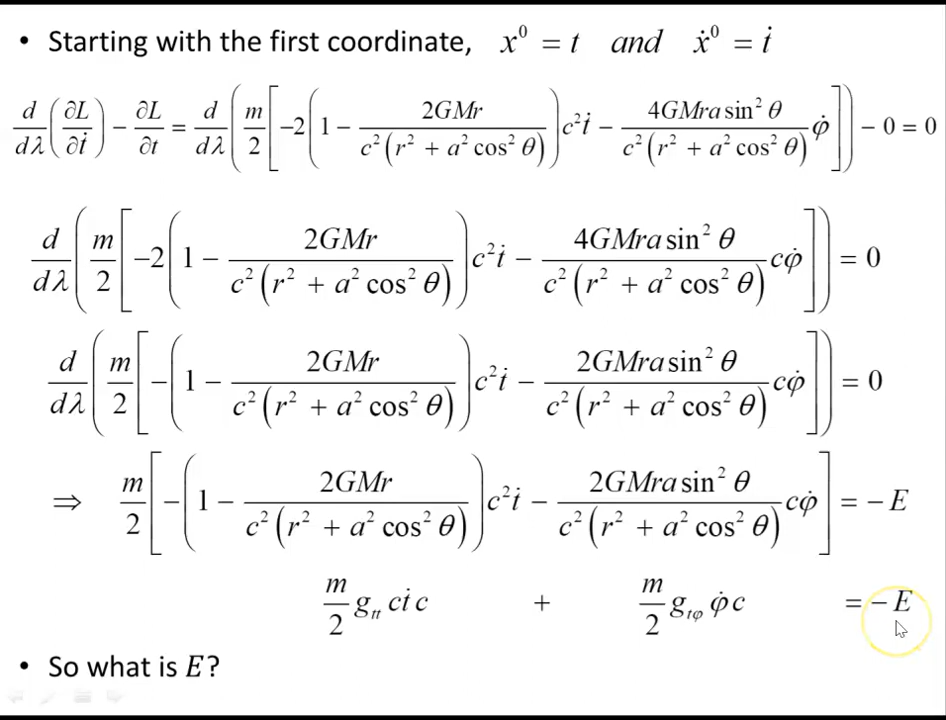 • Starting with the first coordinate, x⁰ = t and ẋ⁰ = ṫ
d/dλ (∂L/∂ṫ) − ∂L/∂t = d/dλ (m/2 [−2(1 − 2GMr / c²(r² + a² cos² θ)) c²ṫ − 4GMra sin² θ / c²(r² + a² cos² θ) φ̇]) − 0 = 0
d/dλ (m/2 [−2(1 − 2GMr / c²(r² + a² cos² θ)) c²ṫ − 4GMra sin² θ / c²(r² + a² cos² θ) cφ̇]) = 0
d/dλ (m/2 [−(1 − 2GMr / c²(r² + a² cos² θ)) c²ṫ − 2GMra sin² θ / c²(r² + a² cos² θ) cφ̇]) = 0
⇒ m/2 [−(1 − 2GMr / c²(r² + a² cos² θ)) c²ṫ − 2GMra sin² θ / c²(r² + a² cos² θ) cφ̇] = − E
m/2 g_tt cṫ c + m/2 g_tφ φ̇ c = − E
• So what is E?